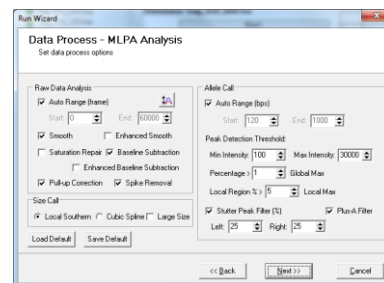 Run Wizard
Data Process - MLPA Analysis
Set data process options
Raw Data Analysis
Auto Range (frame)
Start: 0 End: 60000
Smooth Enhanced Smooth
Saturation Repair Baseline Subtraction
Enhanced Baseline Subtraction
Pull-up Correction Spike Removal
Size Call
Local Southern Cubic Spline Large Size
Load Default Save Default
Allele Call
Auto Range (bps)
Start: 120 End: 1000
Peak Detection Threshold:
Min Intensity: 100 Max Intensity: 30000
Percentage > 1 Global Max
Local Region % > 5 Local Max
Stutter Peak Filter (%) Plus-A Filter
Left: 25 Right: 25
<< Back Next >> Cancel